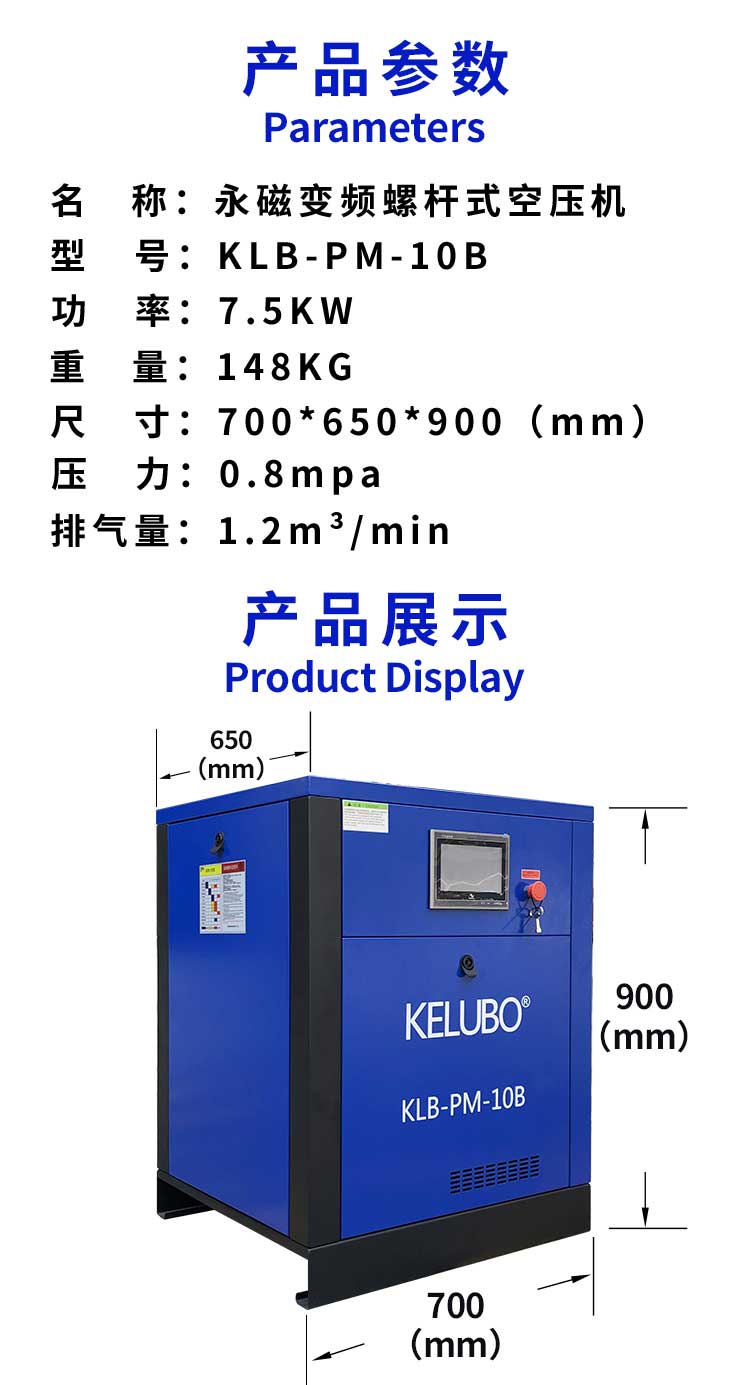 产品参数
Parameters
名 称：永磁变频螺杆式空压机
型 号：KLB-PM-10B
功 率：7.5KW
重 量：148KG
尺 寸：700*650*900（mm）
压 力：0.8mpa
排气量：1.2m³/min
产品展示
Product Display
650
（mm）
KELUBO®
KLB-PM-10B
900
（mm）
700
（mm）